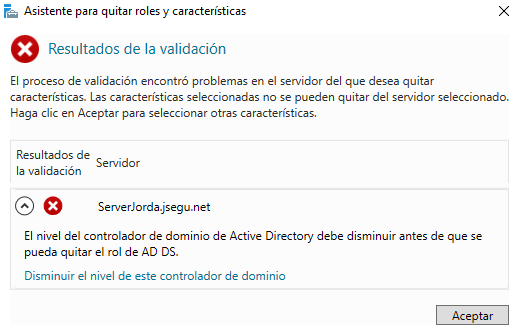 Asistente para quitar roles y características
Resultados de la validación
El proceso de validación encontró problemas en el servidor del que desea quitar
características. Las características seleccionadas no se pueden quitar del servidor seleccionado.
Haga clic en Aceptar para seleccionar otras características.
Resultados de
la validación
Servidor
ServerJorda.jsegu.net
El nivel del controlador de dominio de Active Directory debe disminuir antes de que se
pueda quitar el rol de AD DS.
Disminuir el nivel de este controlador de dominio
Aceptar